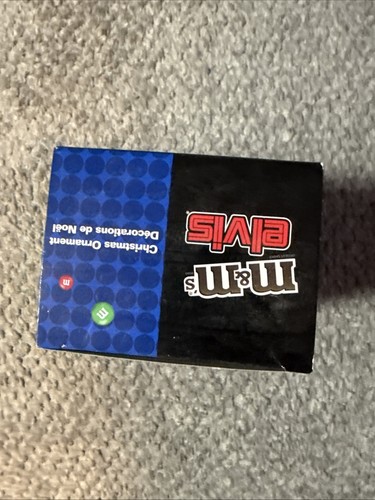 m&m's
elvis
Christmas Ornament
Décorations de Noël
m
m